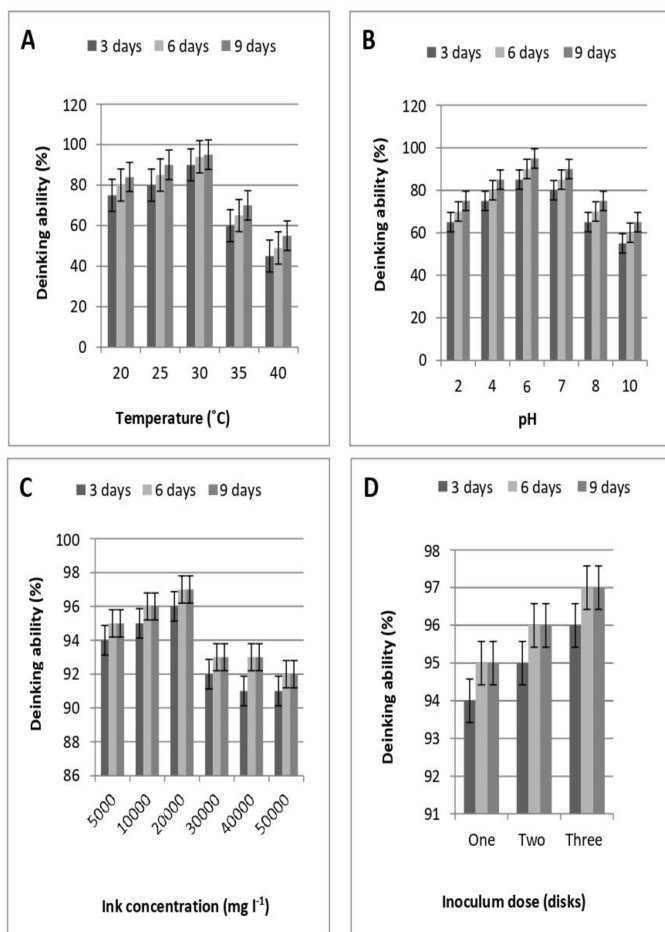 A
3 days 6 days 9 days
120
100
80
60
40
20
0
Deinking ability (%)
20 25 30 35 40
Temperature (˚C)
B
3 days 6 days 9 days
120
100
80
60
40
20
0
Deinking ability (%)
2 4 6 7 8 10
pH
C
3 days 6 days 9 days
100
98
96
94
92
90
88
86
Deinking ability (%)
5000 10000 20000 30000 40000 50000
Ink concentration (mg l⁻¹)
D
3 days 6 days 9 days
98
97
96
95
94
93
92
91
Deinking ability (%)
One Two Three
Inoculum dose (disks)